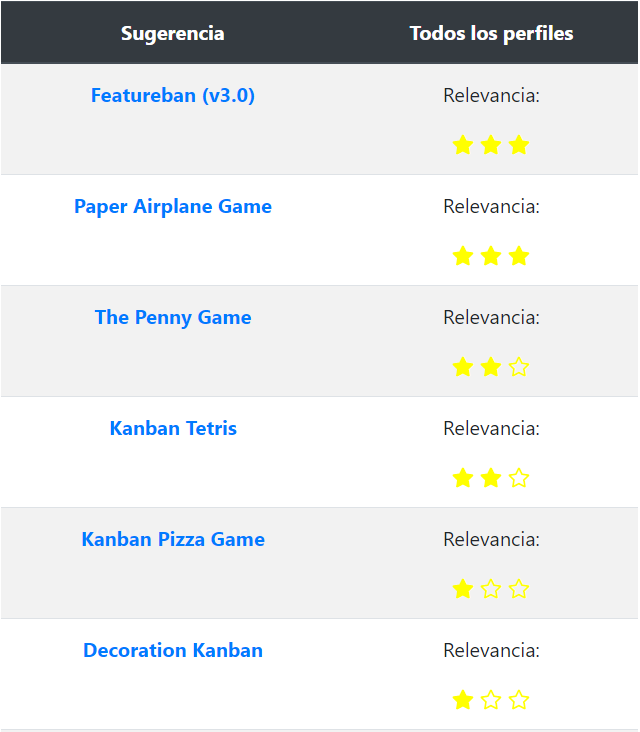 Sugerencia Todos los perfiles
Featureban (v3.0) Relevancia:
Paper Airplane Game Relevancia:
The Penny Game Relevancia:
Kanban Tetris Relevancia:
Kanban Pizza Game Relevancia:
Decoration Kanban Relevancia: